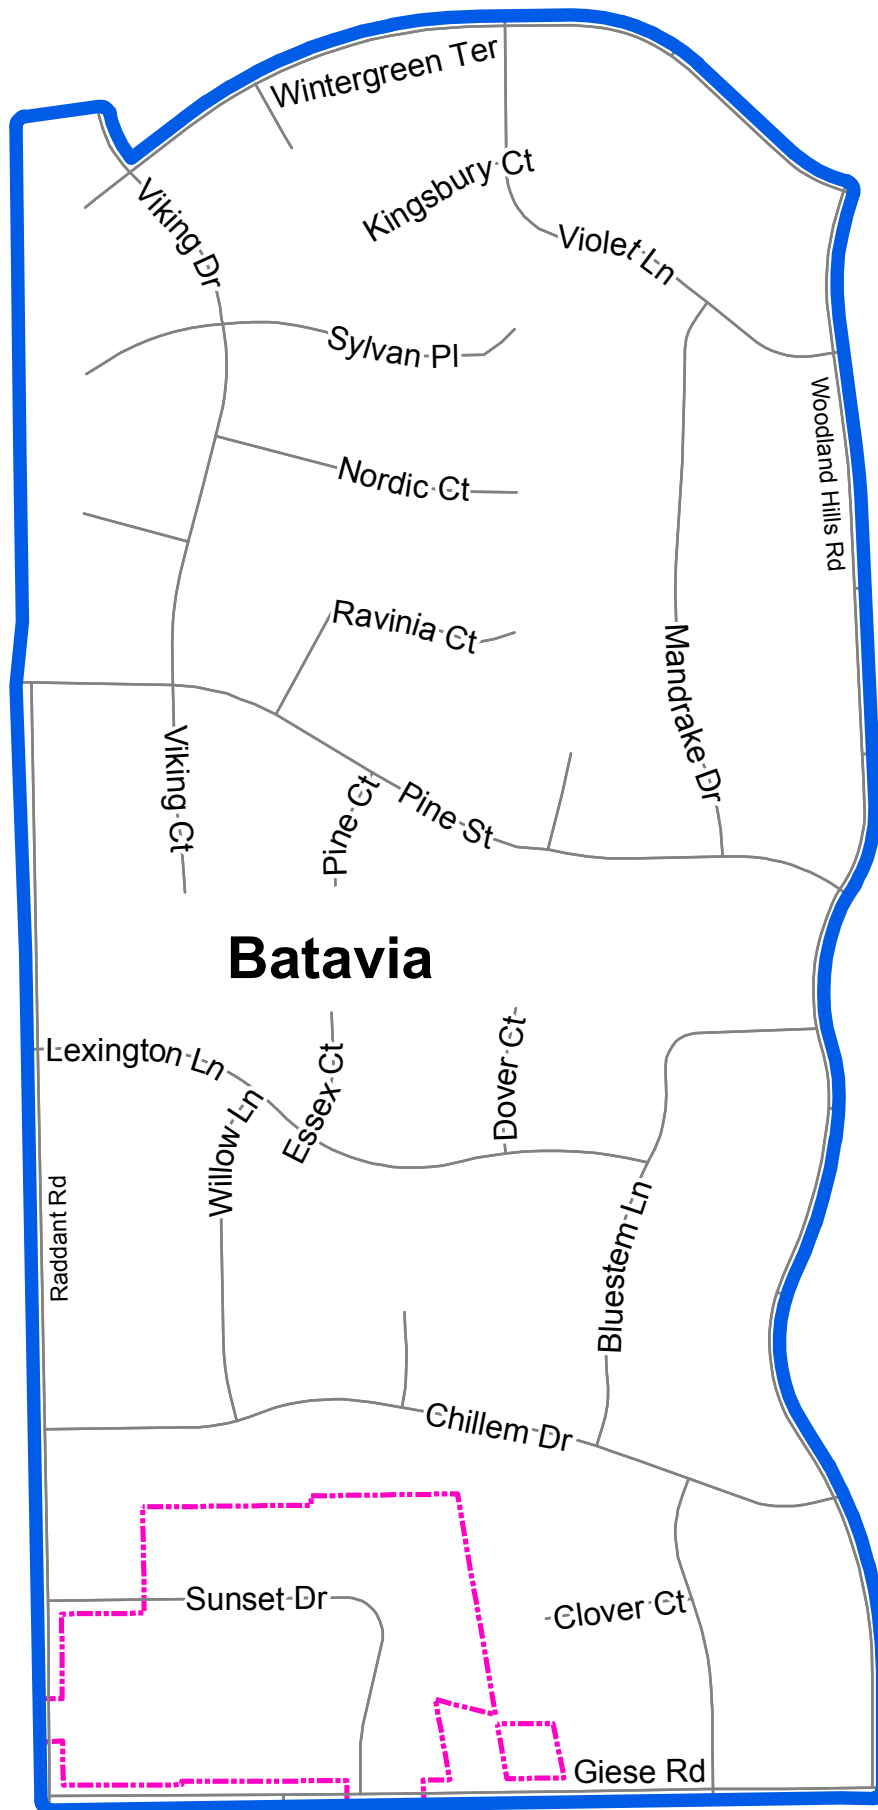 Wintergreen Ter
Kingsbury Ct
Viking Dr
Violet Ln
Sylvan Pl
Woodland Hills Rd
Nordic Ct
Ravinia Ct
Mandrake Dr
Viking Ct
Pine Ct
Pine St
Batavia
Lexington Ln
Essex Ct
Dover Ct
Willow Ln
Raddant Rd
Bluestem Ln
Chillem Dr
Sunset Dr
Clover Ct
Giese Rd